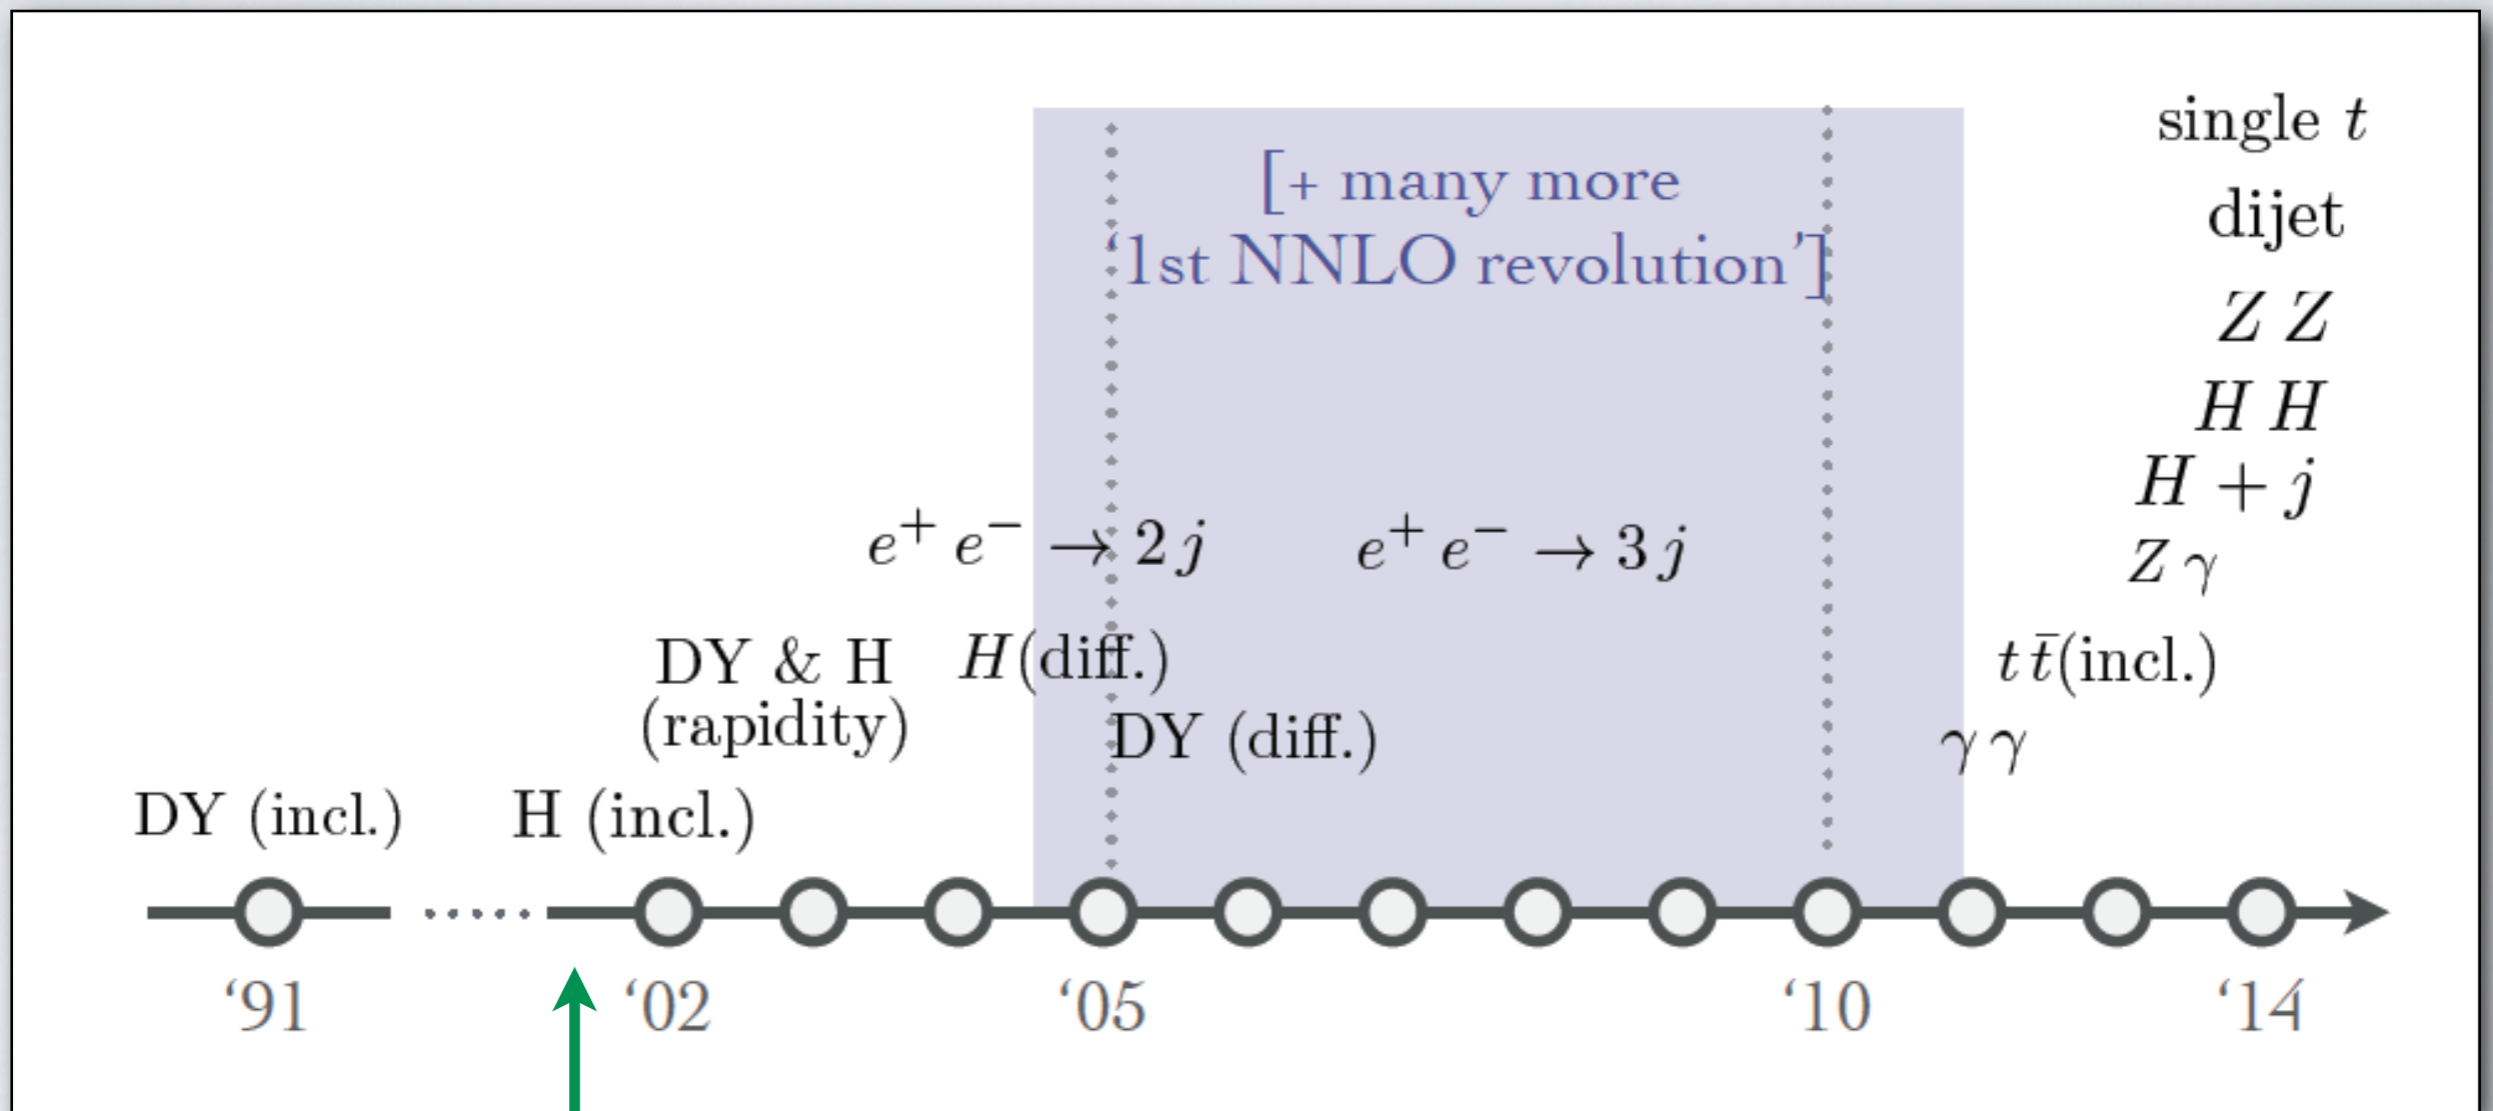 single t
[+ many more
dijet
‘1st NNLO revolution’]
Z Z
H H
H + j
e⁺ e⁻ → 2 j
e⁺ e⁻ → 3 j
Z γ
DY & H
(rapidity)
H(diff.)
t t̄(incl.)
DY (diff.)
γ γ
DY (incl.)
H (incl.)
‘91
‘02
‘05
‘10
‘14